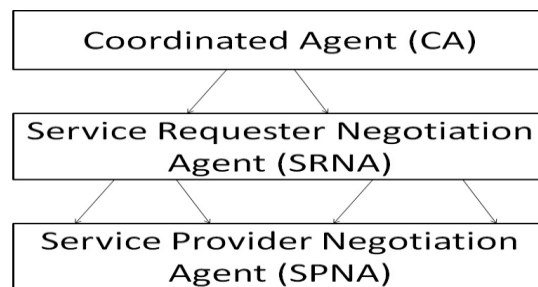 Coordinated Agent (CA)
Service Requester Negotiation
Agent (SRNA)
Service Provider Negotiation
Agent (SPNA)